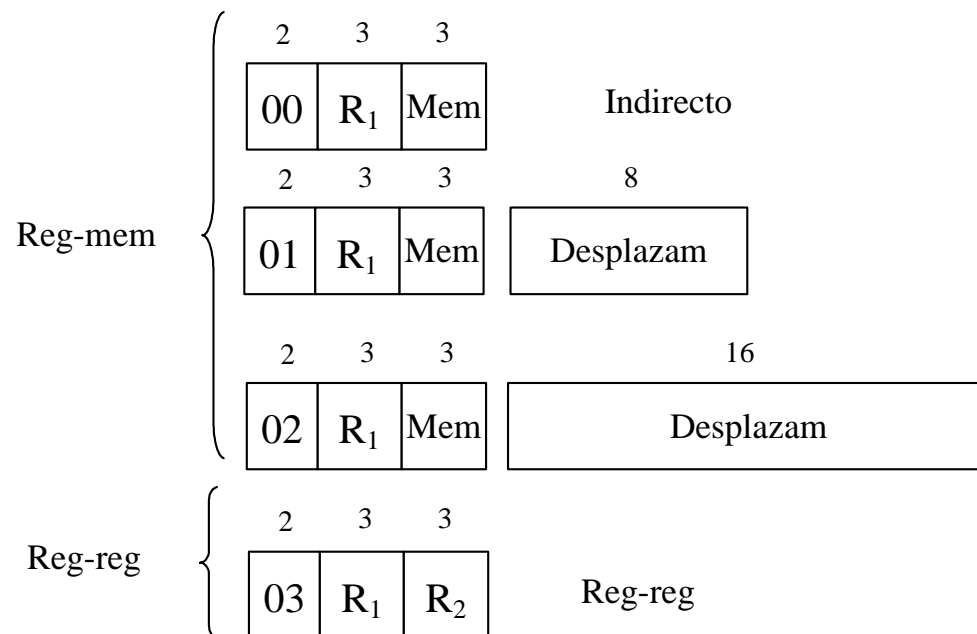 2 3 3
00 R₁ Mem Indirecto
2 3 3 8
Reg-mem 01 R₁ Mem Desplazam
2 3 3 16
02 R₁ Mem Desplazam
2 3 3
Reg-reg 03 R₁ R₂ Reg-reg